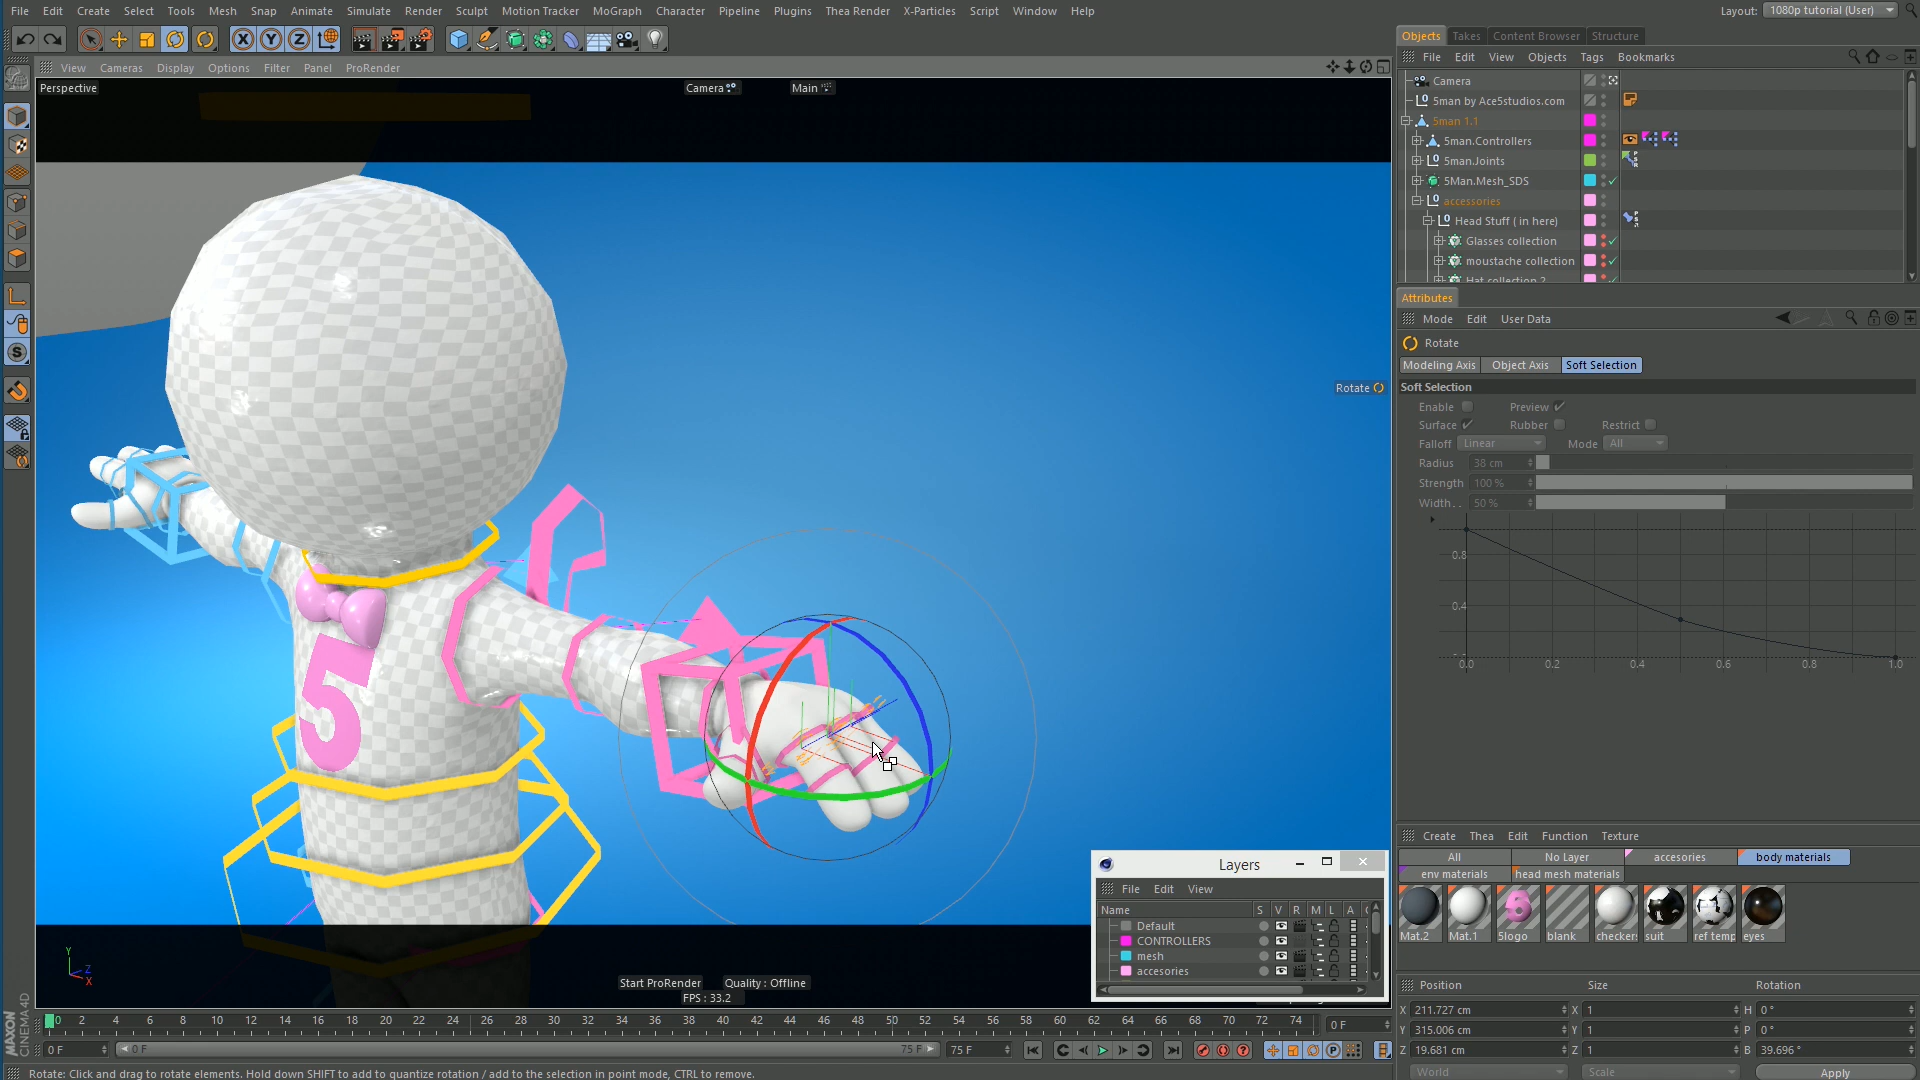 File Edit Create Select Tools Mesh Snap Animate Simulate Render Sculpt Motion Tracker MoGraph Character Pipeline Plugins Thea Render X-Particles Script Window Help Layout: 1080p tutorial (User)
X Y Z
View Cameras Display Options Filter Panel ProRender
Perspective Camera Main
Rotate
5
Start ProRender Quality : Offline
FPS : 33.2
Objects Takes Content Browser Structure
File Edit View Objects Tags Bookmarks
Camera
5man by Ace5studios.com
5man 1.1
5man.Controllers
5man.Joints
5Man.Mesh_SDS
accessories
Head Stuff ( in here)
Glasses collection
moustache collection
Hat collection 2
Attributes
Mode Edit User Data
Rotate
Modeling Axis Object Axis Soft Selection
Soft Selection
Enable Preview
Surface Rubber Restrict
Falloff Linear Mode All
Radius 38 cm
Strength 100 %
Width. . 50 %
0.8
0.4
0.0 0.2 0.4 0.6 0.8 1.0
Create Thea Edit Function Texture
All No Layer accesories body materials
env materials head mesh materials
Mat.2 Mat.1 5logo blank checker suit ref temp eyes
Layers
File Edit View
Name S V R M L A
Default
CONTROLLERS
mesh
accesories
Position Size Rotation
X 211.727 cm X 1 H 0 °
Y 315.006 cm Y 1 P 0 °
Z 19.681 cm Z 1 B 39.696 °
World Scale Apply
0 2 4 6 8 10 12 14 16 18 20 22 24 26 28 30 32 34 36 38 40 42 44 46 48 50 52 54 56 58 60 62 64 66 68 70 72 74 0 F
0 F 0 F 75 F 75 F
MAXON
CINEMA4D
Rotate: Click and drag to rotate elements. Hold down SHIFT to add to quantize rotation / add to the selection in point mode, CTRL to remove.